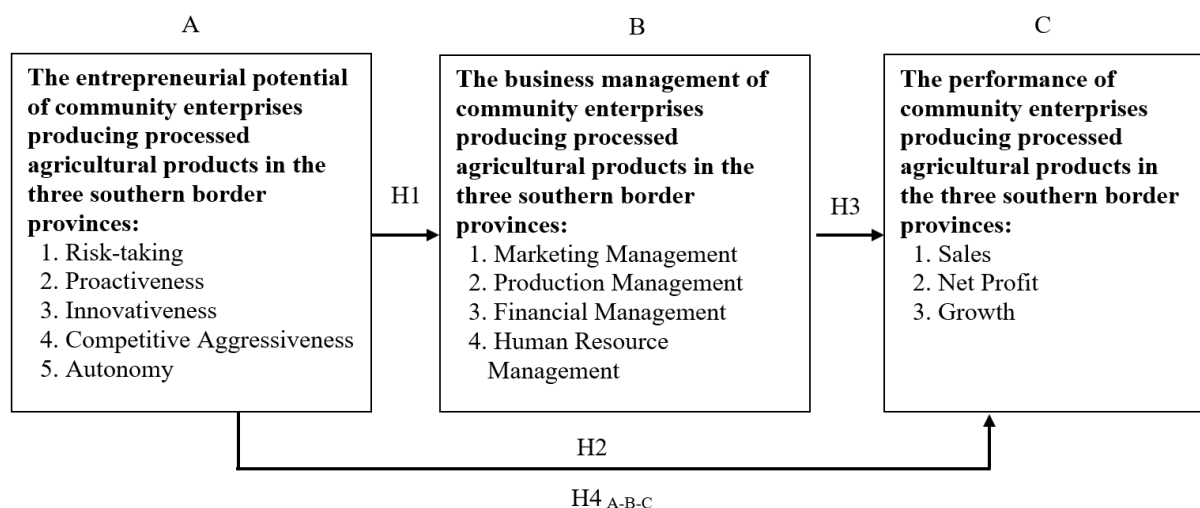 A
The entrepreneurial potential
of community enterprises
producing processed
agricultural products in the
three southern border
provinces:
1. Risk-taking
2. Proactiveness
3. Innovativeness
4. Competitive Aggressiveness
5. Autonomy
H1
B
The business management of
community enterprises
producing processed
agricultural products in the
three southern border
provinces:
1. Marketing Management
2. Production Management
3. Financial Management
4. Human Resource
Management
H3
C
The performance of
community enterprises
producing processed
agricultural products in
the three southern border
provinces:
1. Sales
2. Net Profit
3. Growth
H2
H4 A-B-C